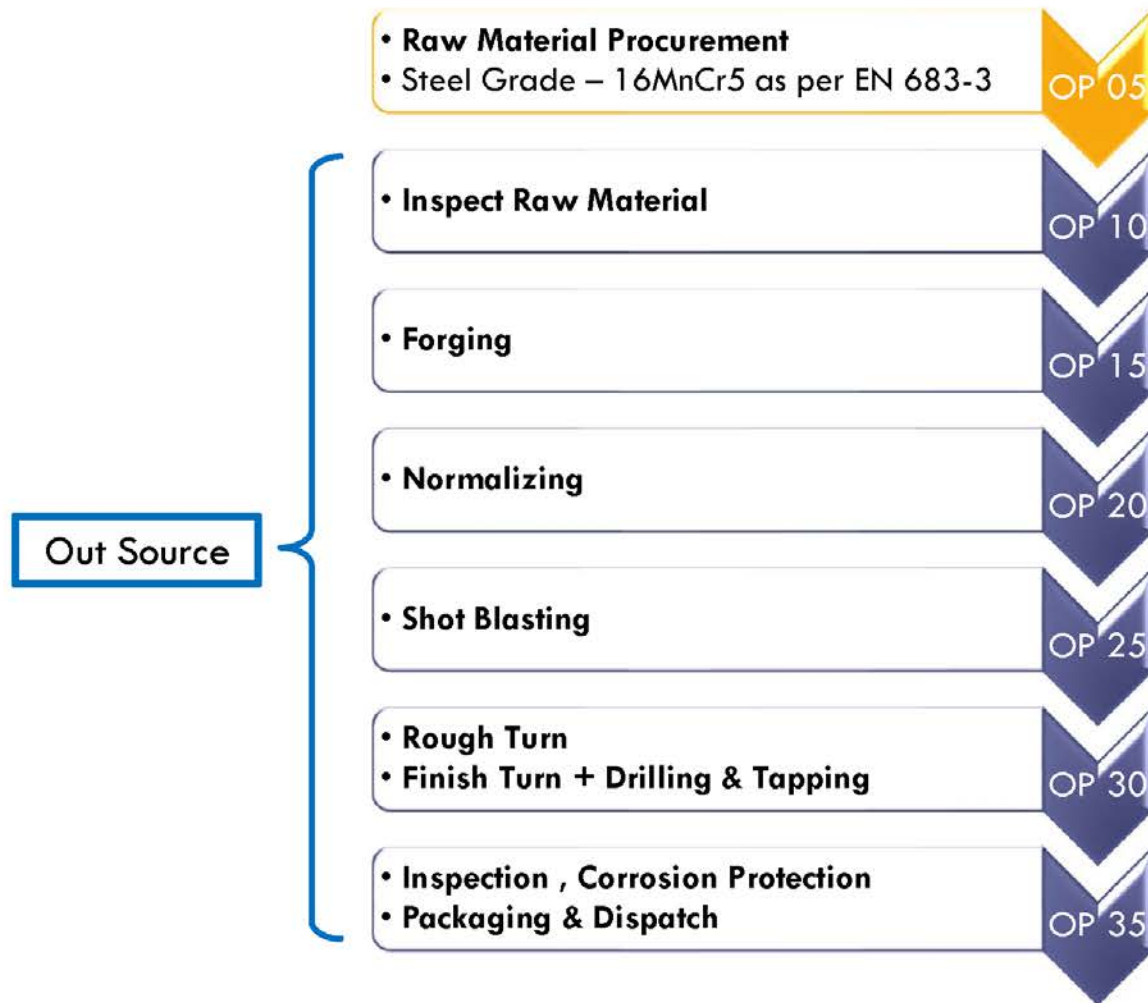 • Raw Material Procurement
• Steel Grade – 16MnCr5 as per EN 683-3
OP 05
• Inspect Raw Material
OP 10
• Forging
OP 15
• Normalizing
OP 20
Out Source
• Shot Blasting
OP 25
• Rough Turn
• Finish Turn + Drilling & Tapping
OP 30
• Inspection , Corrosion Protection
• Packaging & Dispatch
OP 35